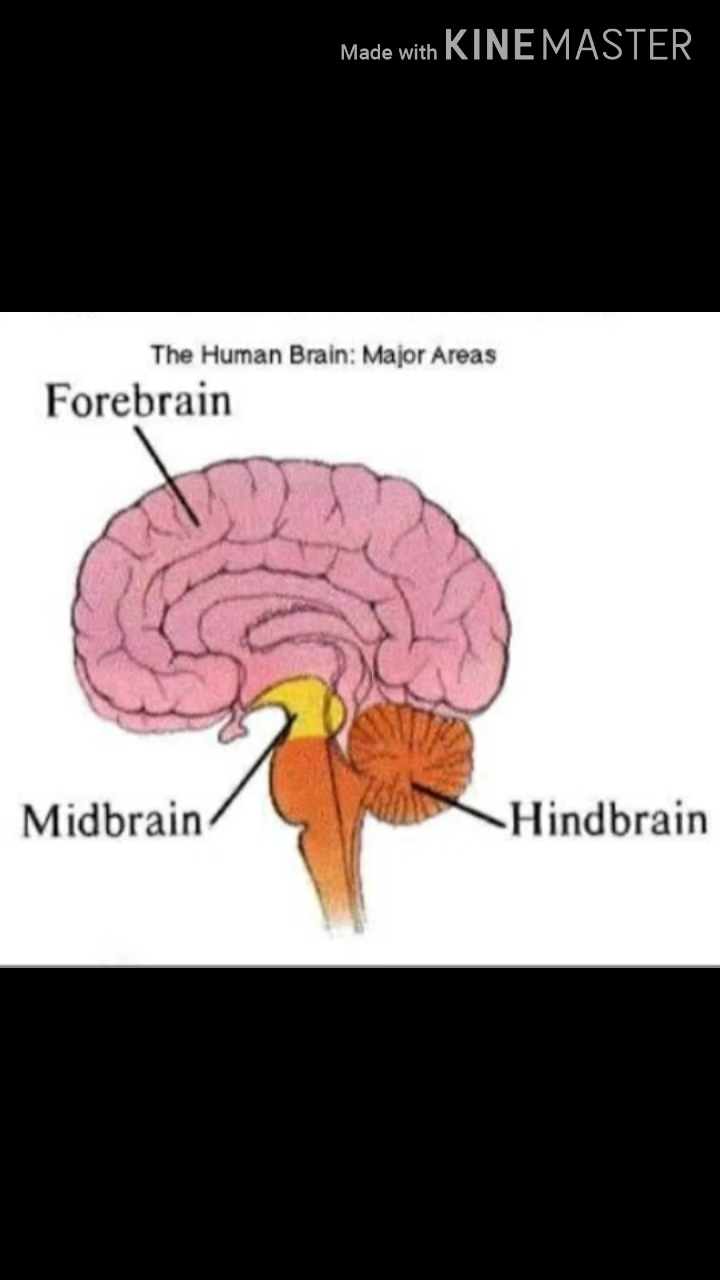 Made with KINEMASTER
The Human Brain: Major Areas
Forebrain
Midbrain
Hindbrain